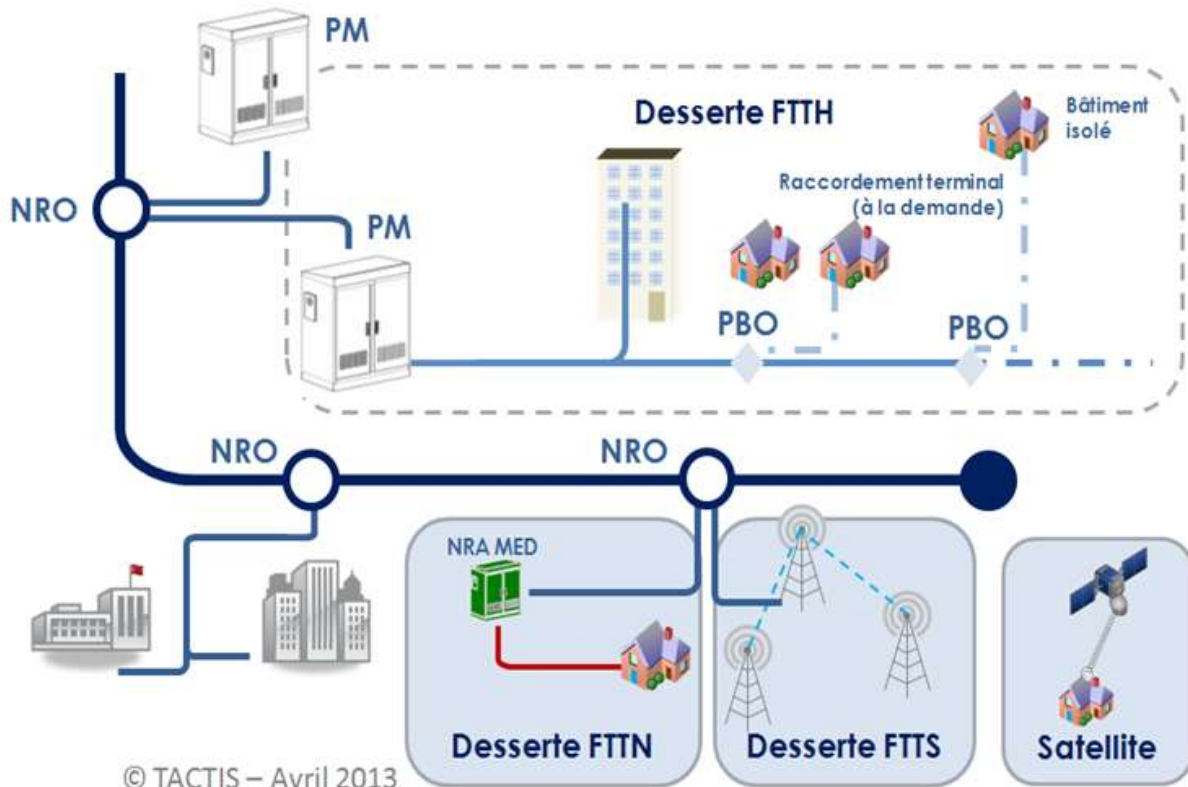 PM
Desserte FTTH
Bâtiment
isolé
Raccordement terminal
(à la demande)
NRO
PM
PBO
PBO
NRO
NRO
NRA MED
Desserte FTTN
Desserte FTTS
Satellite
© TACTIS – Avril 2013